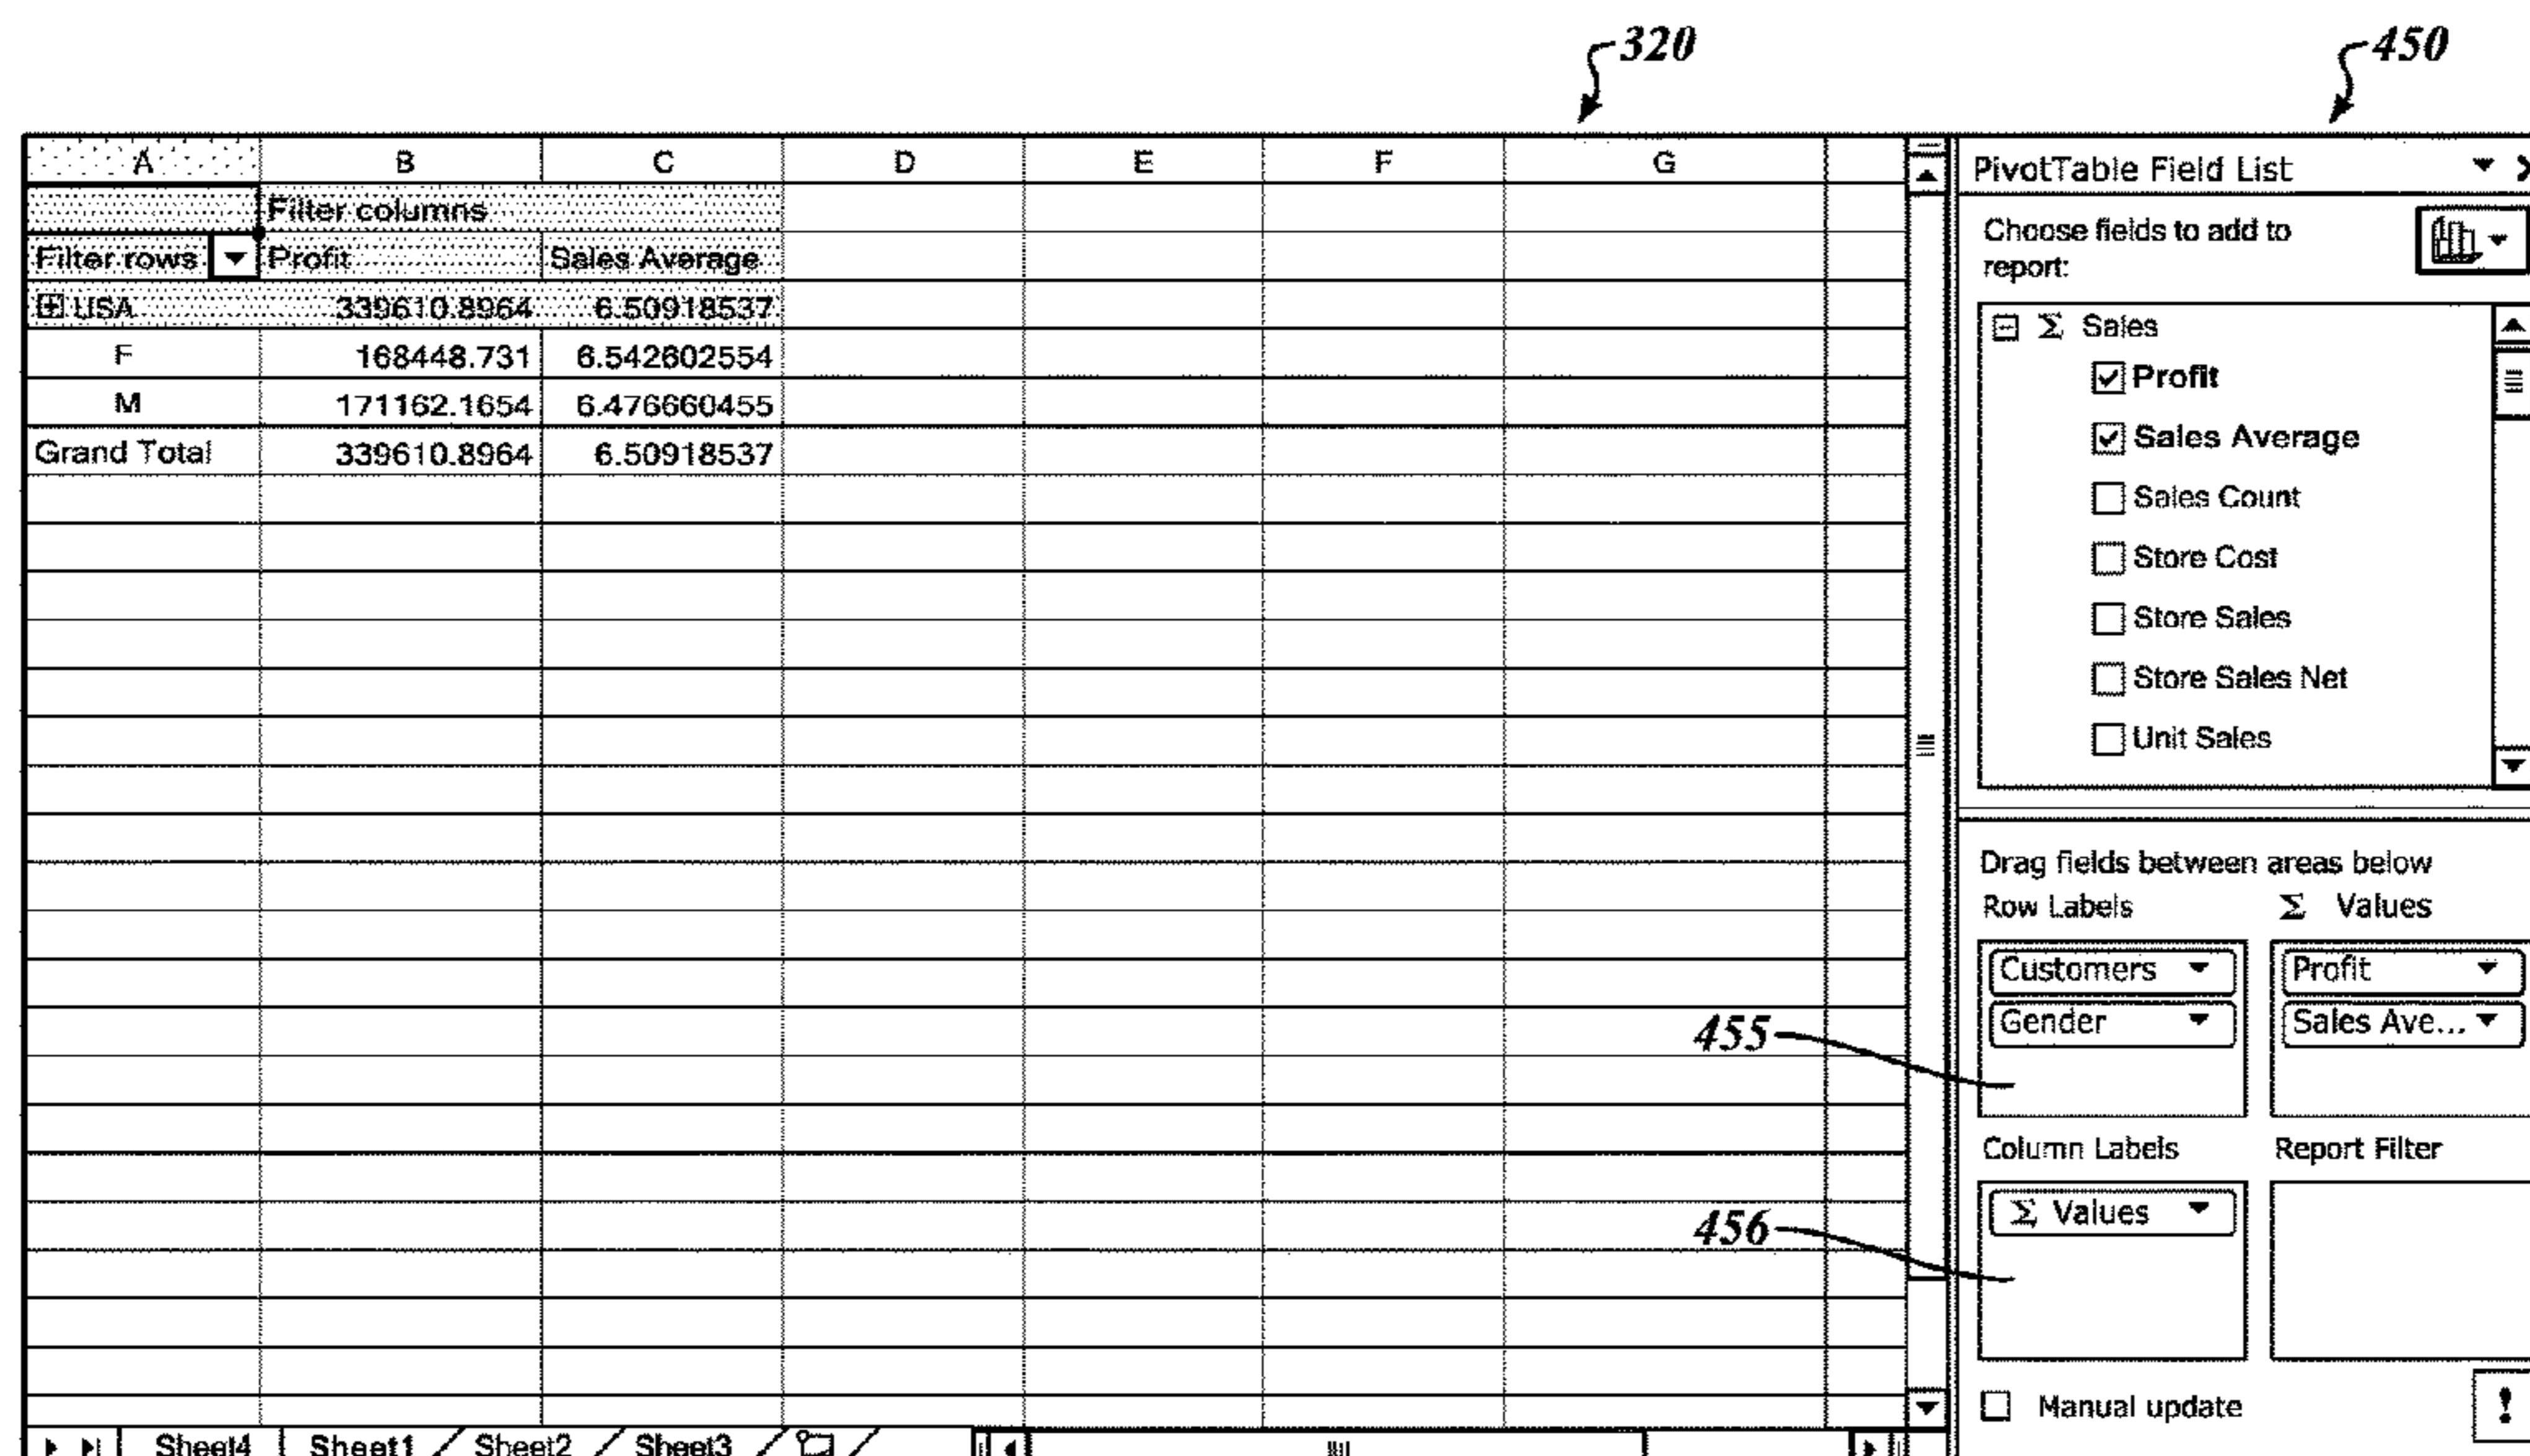 320
450
A B C D E F G
Filter columns
Filter rows Profit Sales Average
USA 339610.8964 6.50918537
F 168448.731 6.542602554
M 171162.1654 6.476660455
Grand Total 339610.8964 6.50918537
Sheet4 Sheet1 Sheet2 Sheet3
PivotTable Field List
Choose fields to add to
report:
Σ Sales
Profit
Sales Average
Sales Count
Store Cost
Store Sales
Store Sales Net
Unit Sales
Drag fields between areas below
Row Labels Σ Values
Customers Profit
Gender Sales Ave...
455
Column Labels Report Filter
Σ Values
456
Manual update !